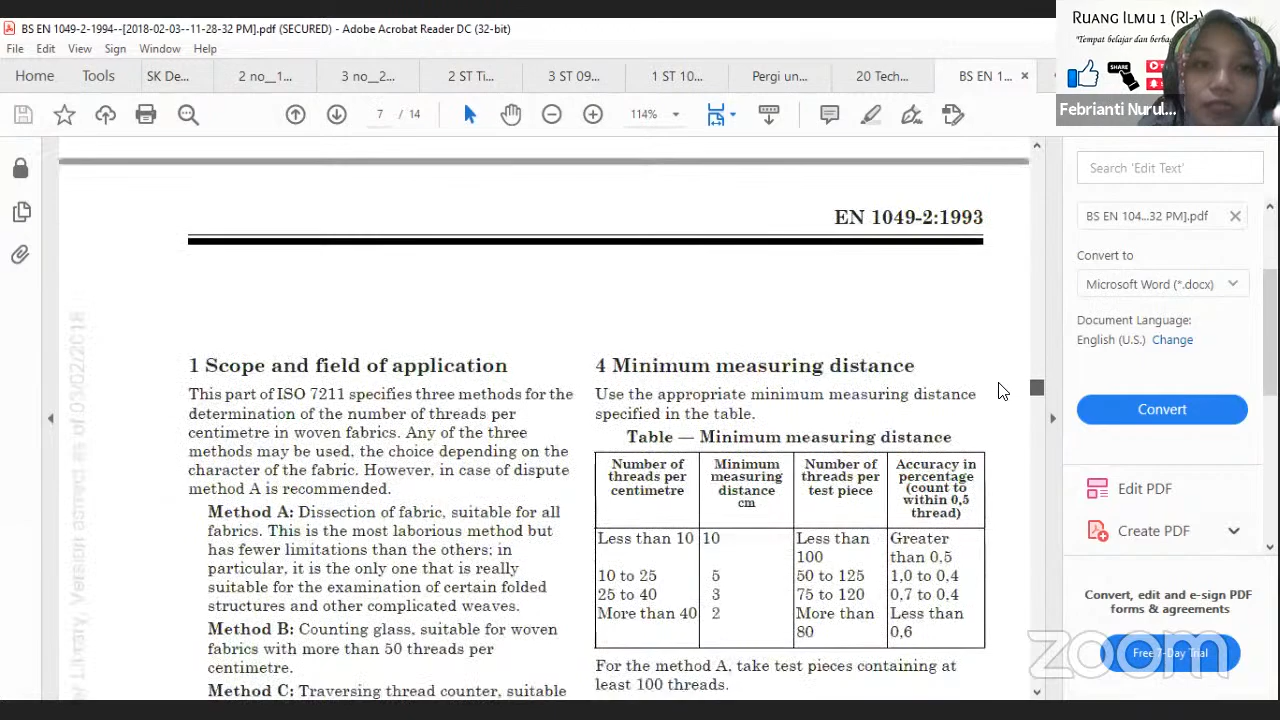 BS EN 1049-2-1994--[2018-02-03--11-28-32 PM].pdf (SECURED) - Adobe Acrobat Reader DC (32-bit)
File Edit View Sign Window Help
Home Tools SK De... 2 no__1... 3 no__2... 2 ST Ti... 3 ST 09... 1 ST 10... Pergi un... 20 Tech... BS EN 1...
7 / 14 114%
RUANG ILMU 1 (RI-1)
"Tempat belajar dan berba
SHARE
Febrianti Nurul...
EN 1049-2:1993
1 Scope and field of application
This part of ISO 7211 specifies three methods for the
determination of the number of threads per
centimetre in woven fabrics. Any of the three
methods may be used, the choice depending on the
character of the fabric. However, in case of dispute
method A is recommended.
Method A: Dissection of fabric, suitable for all
fabrics. This is the most laborious method but
has fewer limitations than the others; in
particular, it is the only one that is really
suitable for the examination of certain folded
structures and other complicated weaves.
Method B: Counting glass, suitable for woven
fabrics with more than 50 threads per
centimetre.
Method C: Traversing thread counter, suitable
4 Minimum measuring distance
Use the appropriate minimum measuring distance
specified in the table.
Table — Minimum measuring distance
Number of threads per centimetre
Minimum measuring distance cm
Number of threads per test piece
Accuracy in percentage (count to within 0,5 thread)
Less than 10 10 Less than 100 Greater than 0,5
10 to 25 5 50 to 125 1,0 to 0.4
25 to 40 3 75 to 120 0,7 to 0.4
More than 40 2 More than 80 Less than 0,6
For the method A, take test pieces containing at
least 100 threads.
Search 'Edit Text'
BS EN 104...32 PM].pdf
Convert to
Microsoft Word (*.docx)
Document Language:
English (U.S.) Change
Convert
Edit PDF
Create PDF
Convert, edit and e-sign PDF
forms & agreements
Free 7-Day Trial
zoom